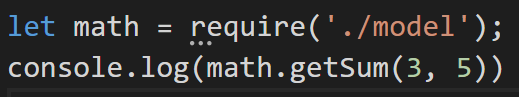 let math = require('./model');
console.log(math.getSum(3, 5))